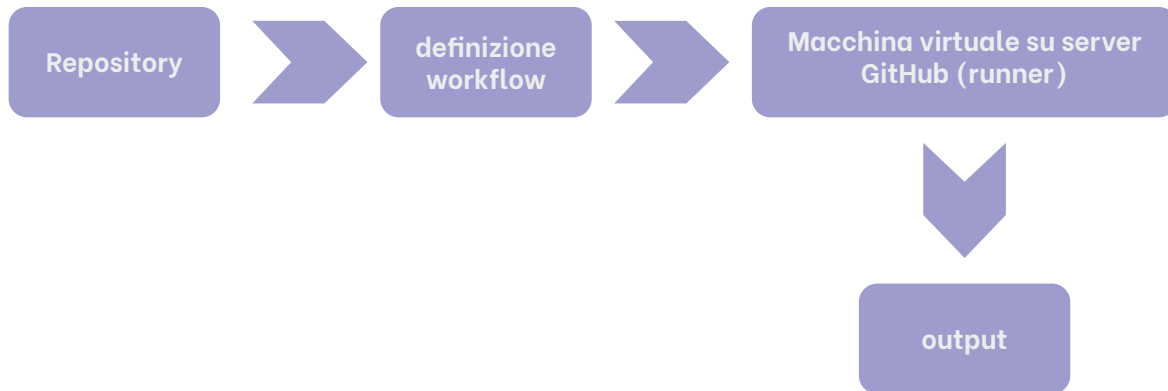 Repository
definizione
workflow
Macchina virtuale su server
GitHub (runner)
output